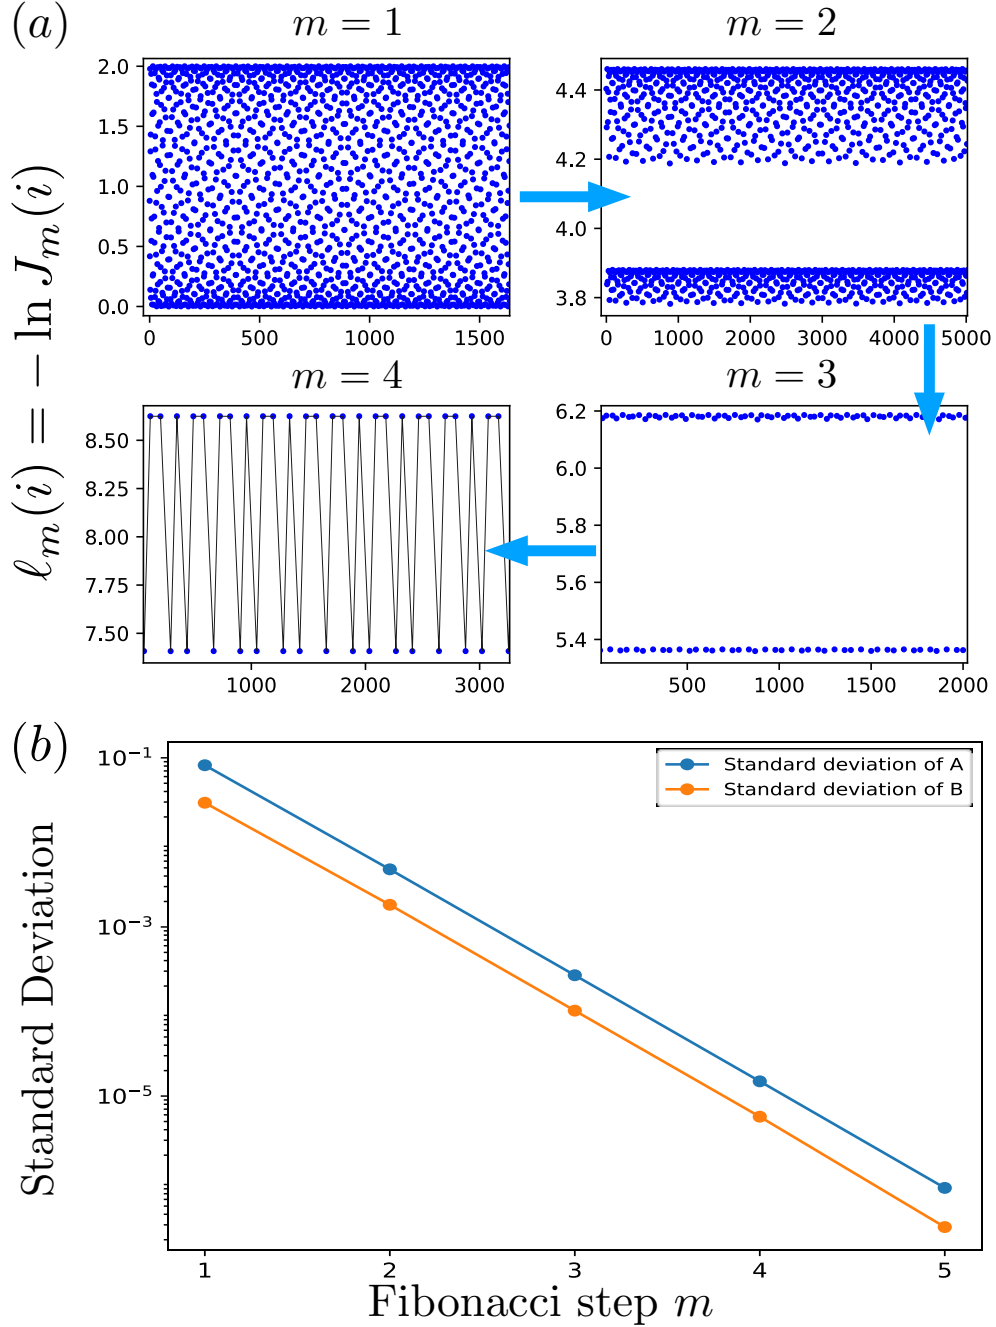 (a)
m = 1
m = 2
ℓ_m(i) = − ln J_m(i)
2.0
1.5
1.0
0.5
0.0
0 500 1000 1500
4.4
4.2
4.0
3.8
0 1000 2000 3000 4000 5000
m = 4
m = 3
8.50
8.25
8.00
7.75
7.50
1000 2000 3000
6.2
6.0
5.8
5.6
5.4
500 1000 1500 2000
(b)
Standard Deviation
10⁻¹
10⁻³
10⁻⁵
Standard deviation of A
Standard deviation of B
1 2 3 4 5
Fibonacci step m